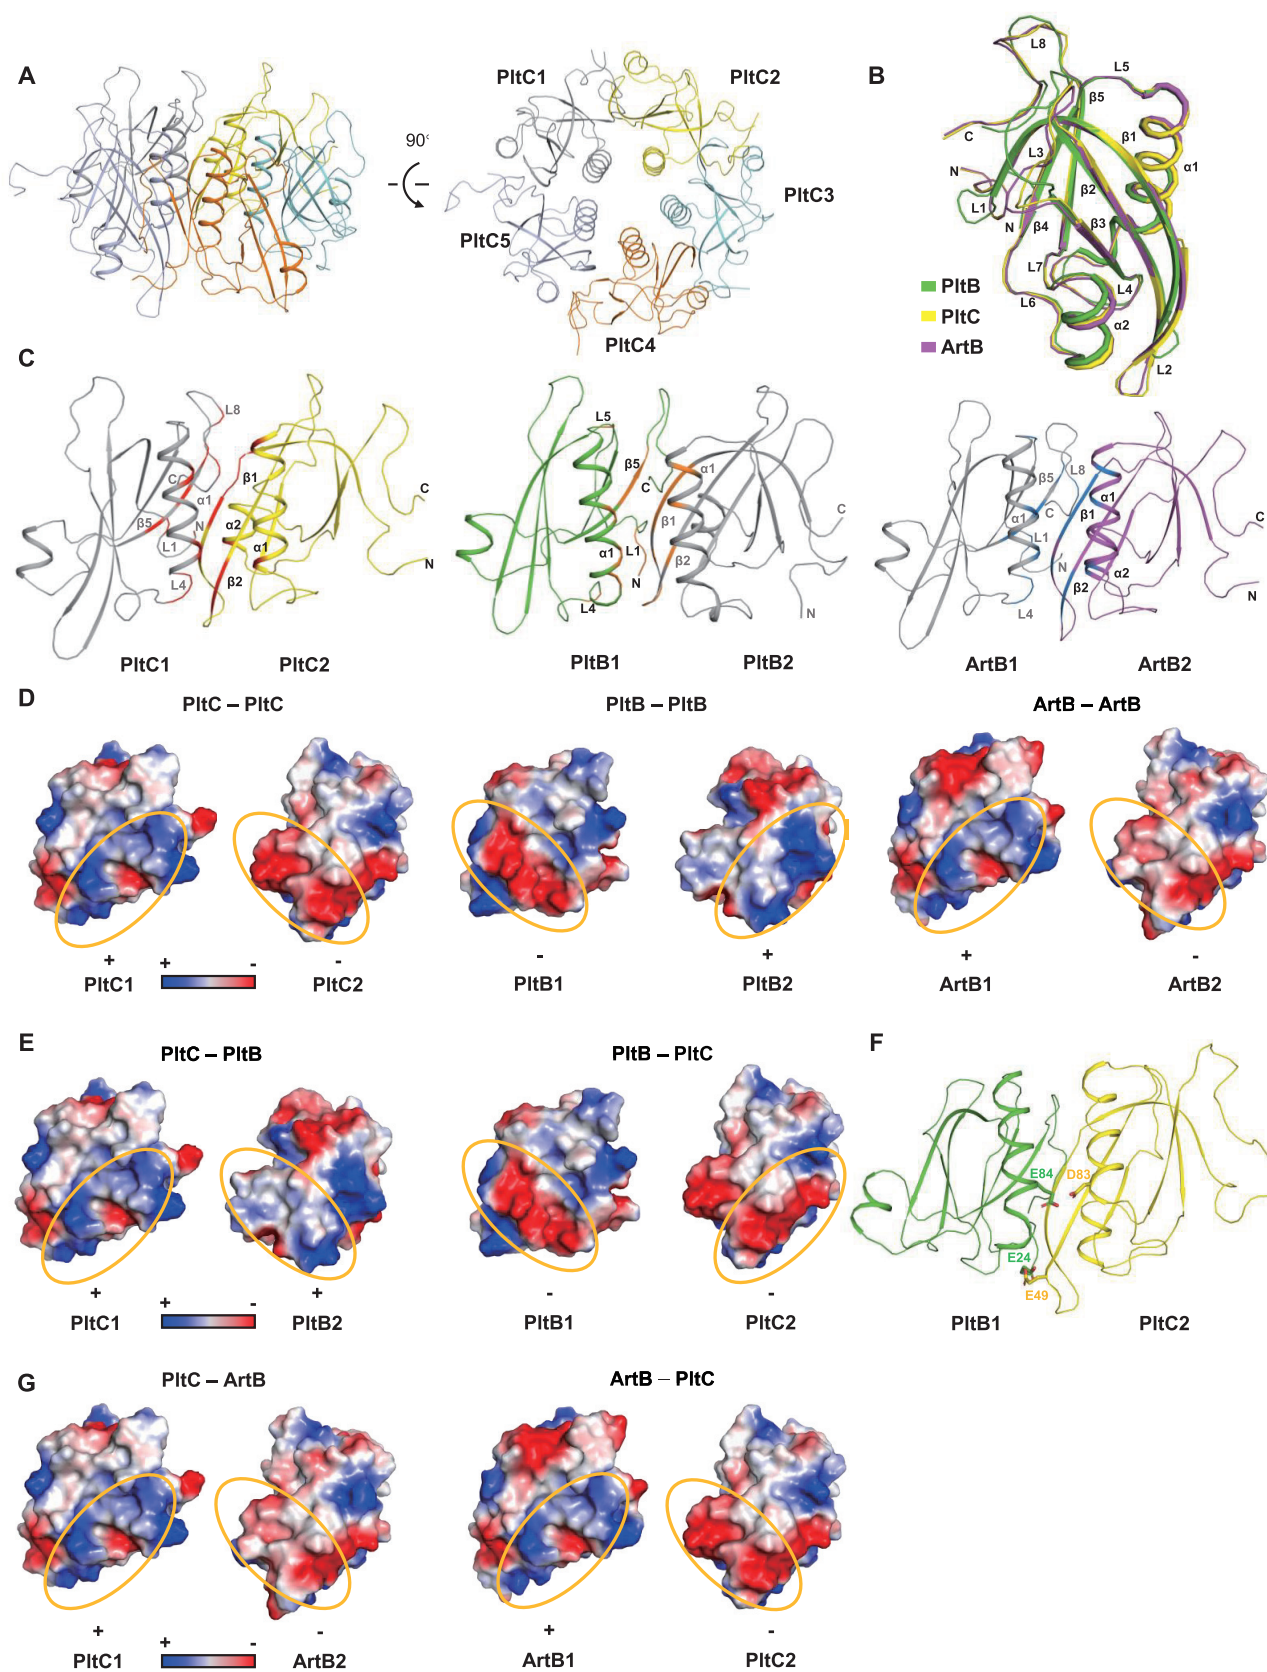 A
90°
PltC1
PltC2
PltC3
PltC4
PltC5
B
L8
L5
β5
C
β1
L3
α1
N
β2
L1
N
β4
β3
L7
L4
L6
α2
L2
PltB
PltC
ArtB
C
L8
C
β1
α1
β5
N
α2
L1
α1
L4
β2
C
N
PltC1
PltC2
L5
β5
α1
C
β1
L1
α1
N
β2
L4
C
N
PltB1
PltB2
β5
L8
α1
C
α1
β1
L1
N
α2
β2
L4
C
N
ArtB1
ArtB2
D
PltC – PltC
PltB – PltB
ArtB – ArtB
+
-
-
+
+
-
PltC1
+ -
PltC2
PltB1
PltB2
ArtB1
ArtB2
E
PltC – PltB
PltB – PltC
+
+
-
-
PltC1
+ -
PltB2
PltB1
PltC2
F
E84
D83
E24
E49
PltB1
PltC2
G
PltC – ArtB
ArtB – PltC
+
-
+
-
PltC1
+ -
ArtB2
ArtB1
PltC2